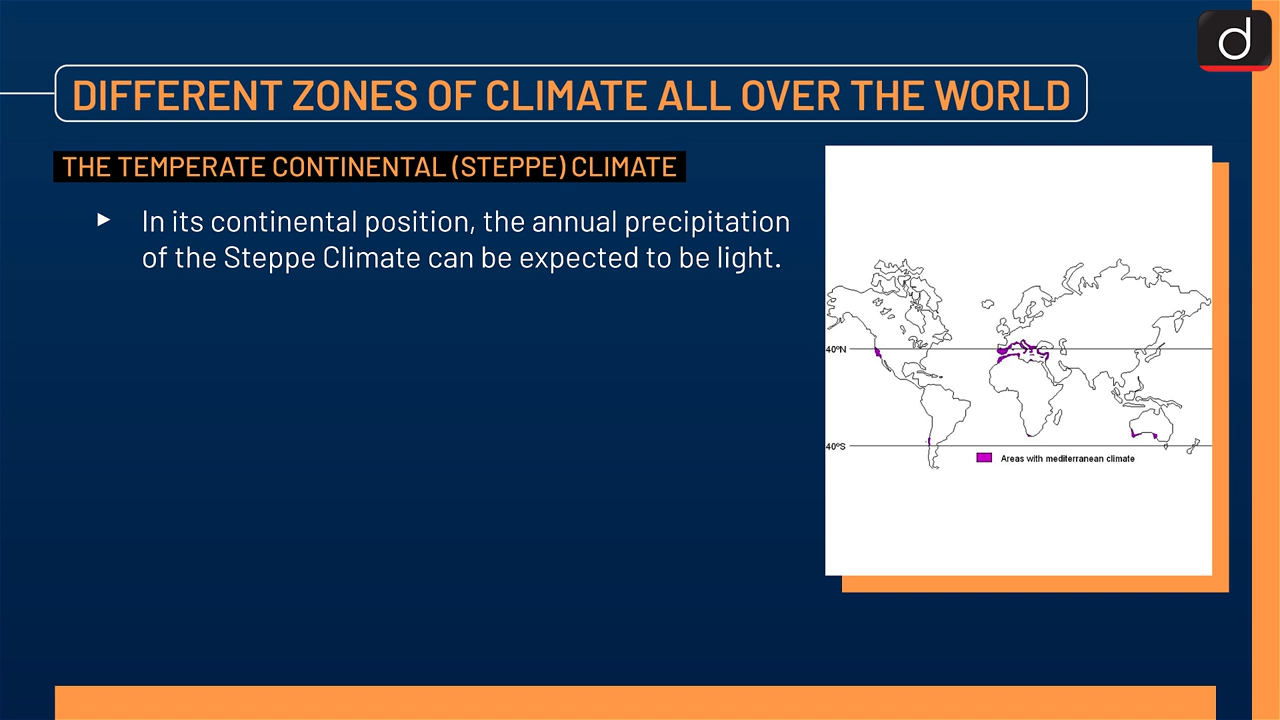 d
DIFFERENT ZONES OF CLIMATE ALL OVER THE WORLD
THE TEMPERATE CONTINENTAL (STEPPE) CLIMATE
In its continental position, the annual precipitation
of the Steppe Climate can be expected to be light.
40ºN
40ºS
Areas with mediterranean climate